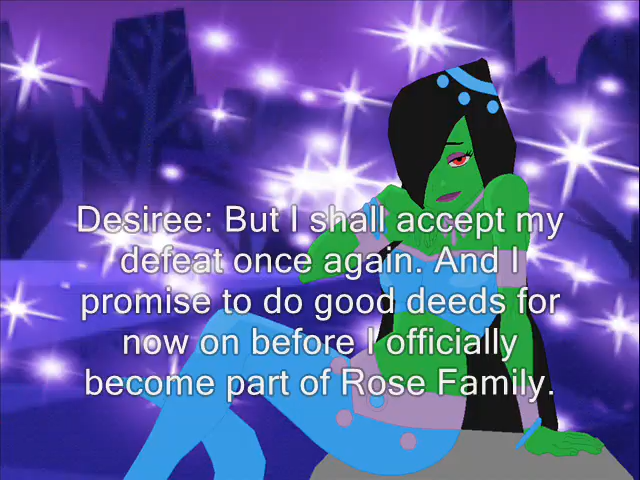 Desiree: But I shall accept my
defeat once again. And I
promise to do good deeds for
now on before I officially
become part of Rose Family.